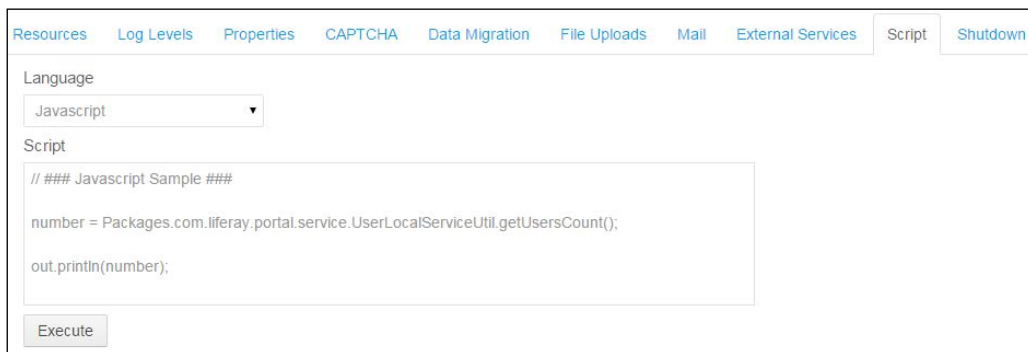 Resources Log Levels Properties CAPTCHA Data Migration File Uploads Mail External Services Script Shutdown
Language
Javascript
Script
// ### Javascript Sample ###
number = Packages.com.liferay.portal.service.UserLocalServiceUtil.getUsersCount();
out.println(number);
Execute